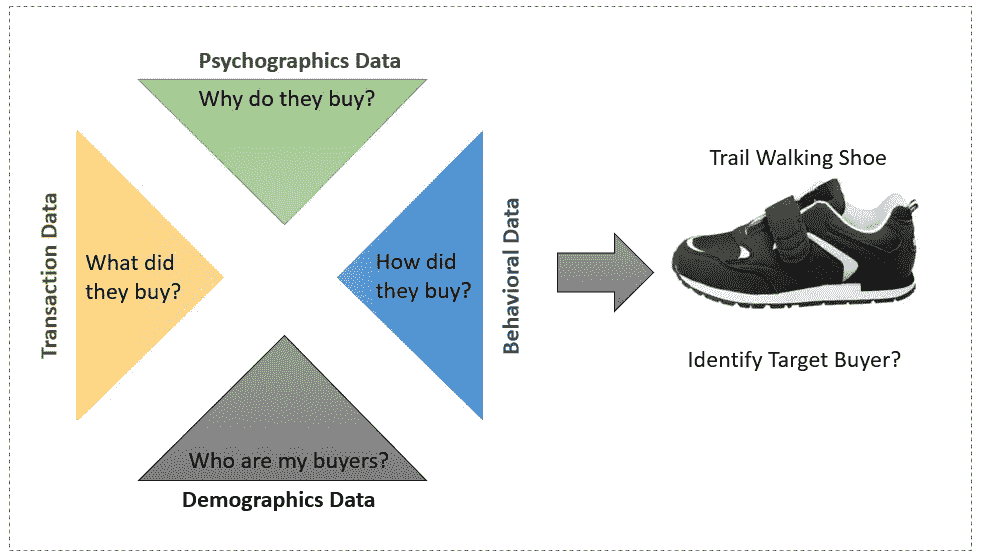 Psychographics Data
Why do they buy?
Transaction Data
What did
they buy?
How did
they buy?
Behavioral Data
Who are my buyers?
Demographics Data
Trail Walking Shoe
Identify Target Buyer?